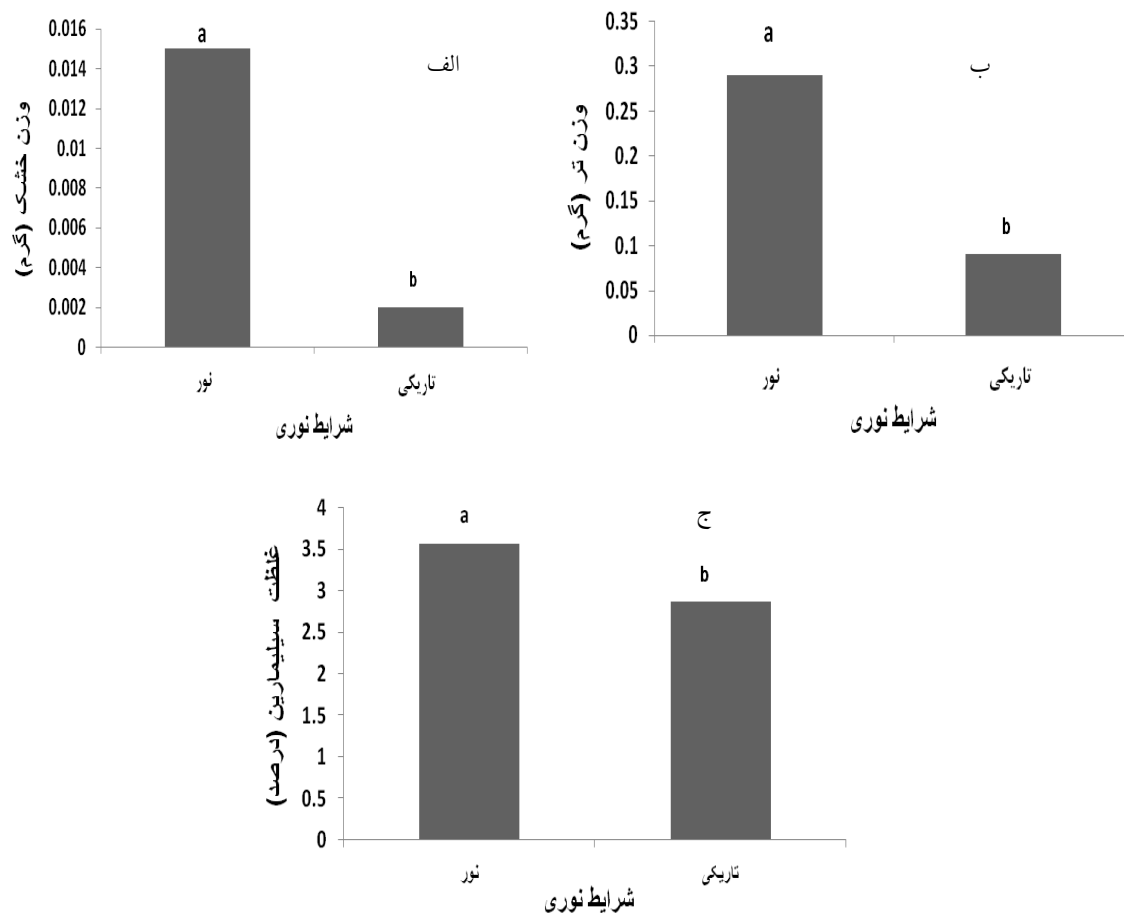 الف
وزن خشک (گرم)
0.016
0.014
0.012
0.01
0.008
0.006
0.004
0.002
0
a
b
نور
تاریکی
شرایط نوری
ب
وزن تر (گرم)
0.35
0.3
0.25
0.2
0.15
0.1
0.05
0
a
b
نور
تاریکی
شرایط نوری
ج
غلظت سیلیمارین (درصد)
4
3.5
3
2.5
2
1.5
1
0.5
0
a
b
نور
تاریکی
شرایط نوری